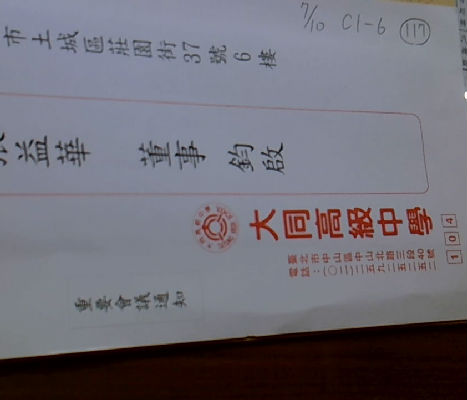 7/10 C1-6 117
市土城區莊園街37號6樓
張益華 董事 鈞啟
大同高級中學
臺北市中山區中山北路三段40號
電話:(〇二)二五九二五二五二
104
重要會議通知